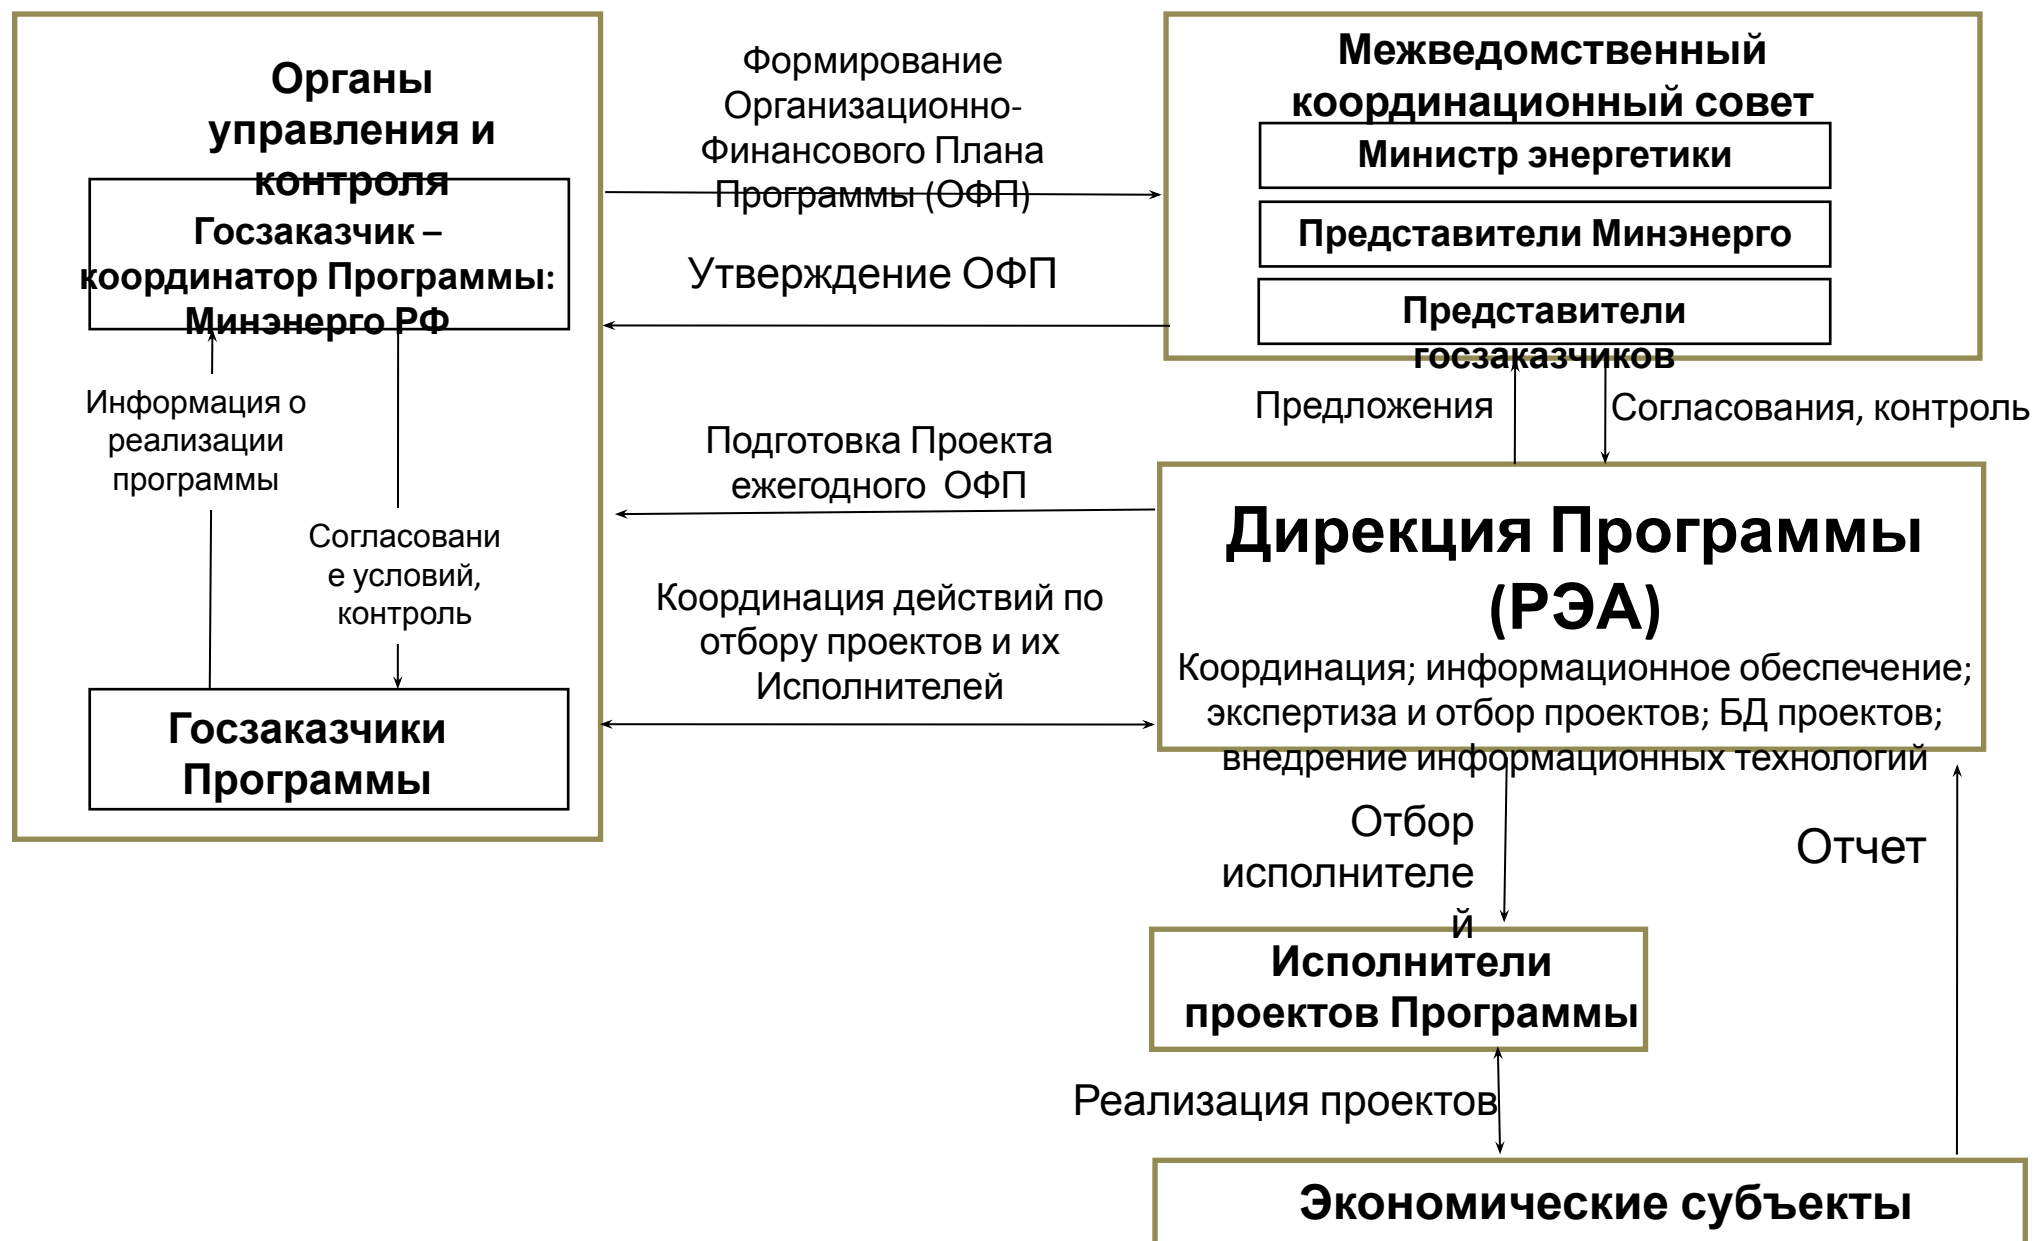 Органы
управления и
контроля
Госзаказчик –
координатор Программы:
Минэнерго РФ
Информация о
реализации
программы
Согласовани
е условий,
контроль
Госзаказчики
Программы
Формирование
Организационно-
Финансового Плана
Программы (ОФП)
Утверждение ОФП
Подготовка Проекта
ежегодного ОФП
Координация действий по
отбору проектов и их
Исполнителей
Межведомственный
координационный совет
Министр энергетики
Представители Минэнерго
Представители
госзаказчиков
Предложения
Согласования, контроль
Дирекция Программы
(РЭА)
Координация; информационное обеспечение;
экспертиза и отбор проектов; БД проектов;
внедрение информационных технологий
Отбор
исполнителе
й
Отчет
Исполнители
проектов Программы
Реализация проектов
Экономические субъекты